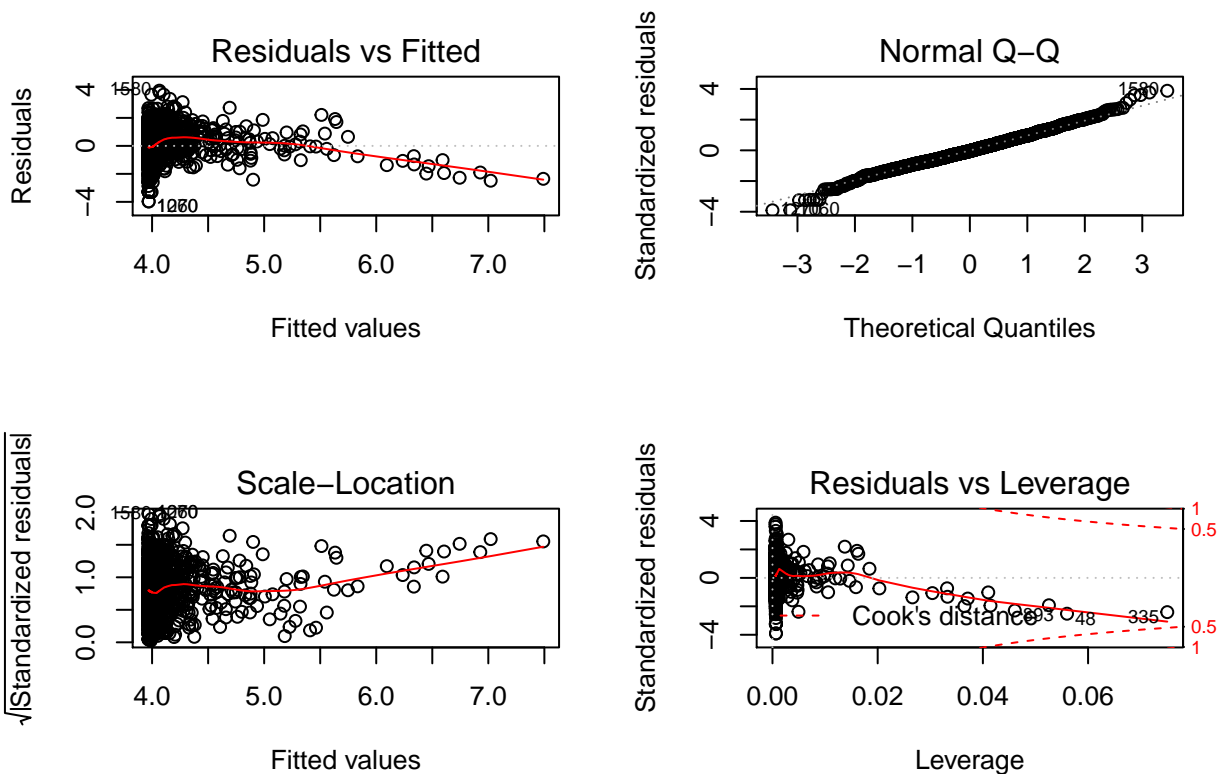 Residuals vs Fitted
Residuals
4
0
−4
1580
1060
4.0 5.0 6.0 7.0
Fitted values
Normal Q−Q
Standardized residuals
4
0
−4
1580
−3 −2 −1 0 1 2 3
Theoretical Quantiles
Scale−Location
√|Standardized residuals|
2.0
1.0
0.0
1580
4.0 5.0 6.0 7.0
Fitted values
Residuals vs Leverage
Standardized residuals
4
0
−4
1
0.5
0.5
1
Cook's distance
893
48
335
0.00 0.02 0.04 0.06
Leverage